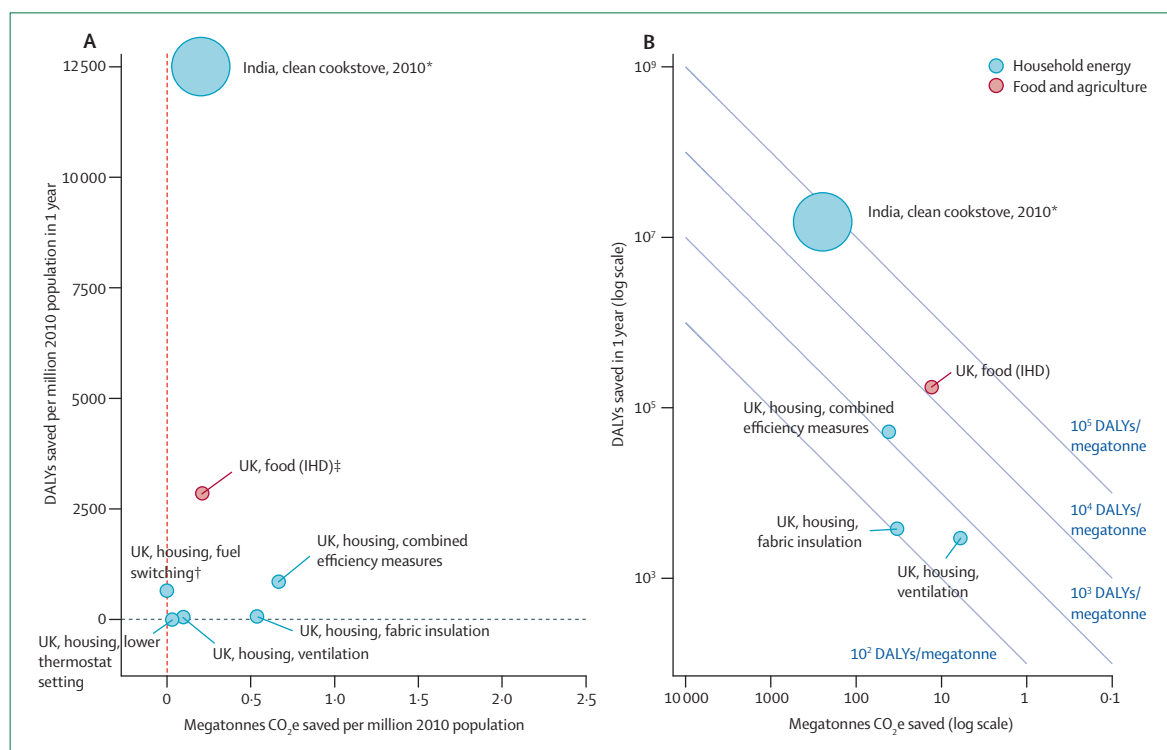 A
12500
10000
7500
5000
2500
0
DALYs saved per million 2010 population in 1 year
India, clean cookstove, 2010*
UK, food (IHD)‡
UK, housing, fuel
switching†
UK, housing, combined
efficiency measures
UK, housing, lower
thermostat
setting
UK, housing, ventilation
UK, housing, fabric insulation
0
0·5
1·0
1·5
2·0
2·5
Megatonnes CO₂e saved per million 2010 population
B
Household energy
Food and agriculture
10⁹
10⁷
10⁵
10³
DALYs saved in 1 year (log scale)
India, clean cookstove, 2010*
UK, food (IHD)
UK, housing, combined
efficiency measures
UK, housing,
fabric insulation
UK, housing,
ventilation
10⁵ DALYs/
megatonne
10⁴ DALYs/
megatonne
10³ DALYs/
megatonne
10² DALYs/megatonne
10000
1000
100
10
1
0·1
Megatonnes CO₂e saved (log scale)